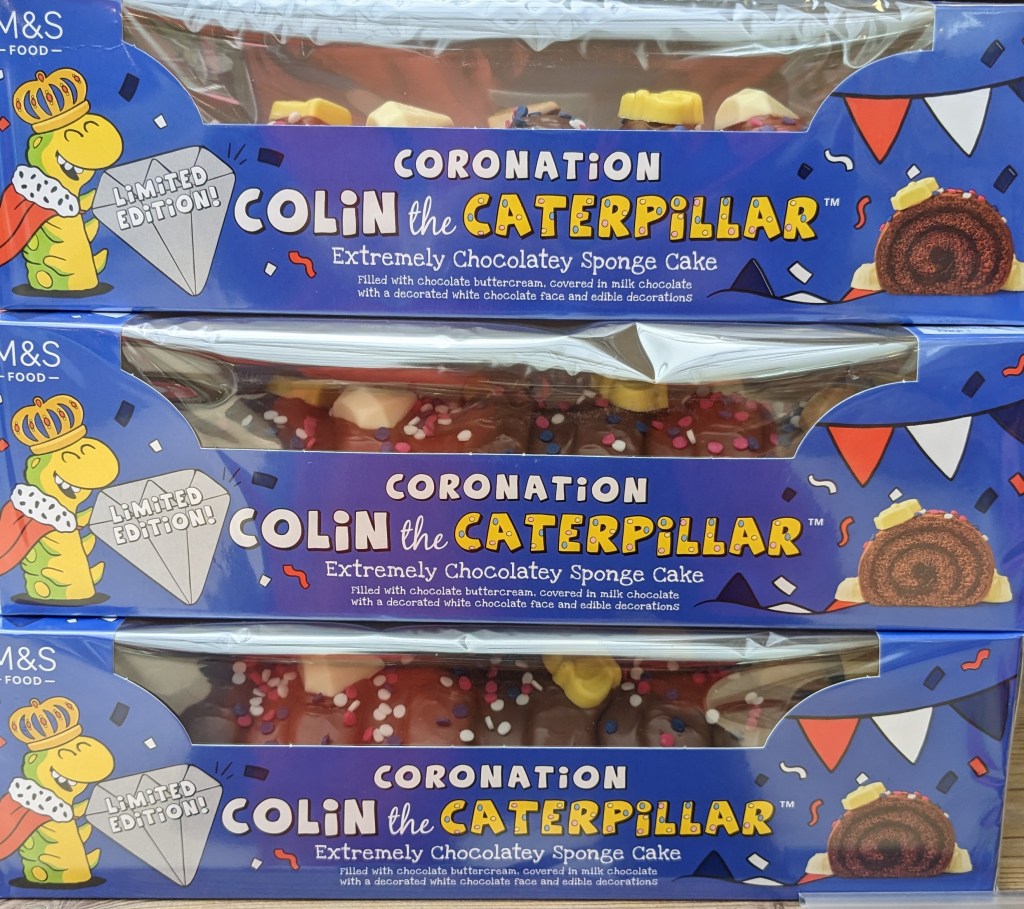 M&S
FOOD
LiMiTED
EDiTiON!
CORONATiON
COLiN the CATERPiLLAR™
Extremely Chocolatey Sponge Cake
Filled with chocolate buttercream, covered in milk chocolate
with a decorated white chocolate face and edible decorations
M&S
FOOD
LiMiTED
EDiTiON!
CORONATiON
COLiN the CATERPiLLAR™
Extremely Chocolatey Sponge Cake
Filled with chocolate buttercream, covered in milk chocolate
with a decorated white chocolate face and edible decorations
M&S
FOOD
LiMiTED
EDiTiON!
CORONATiON
COLiN the CATERPiLLAR™
Extremely Chocolatey Sponge Cake
Filled with chocolate buttercream, covered in milk chocolate
with a decorated white chocolate face and edible decorations